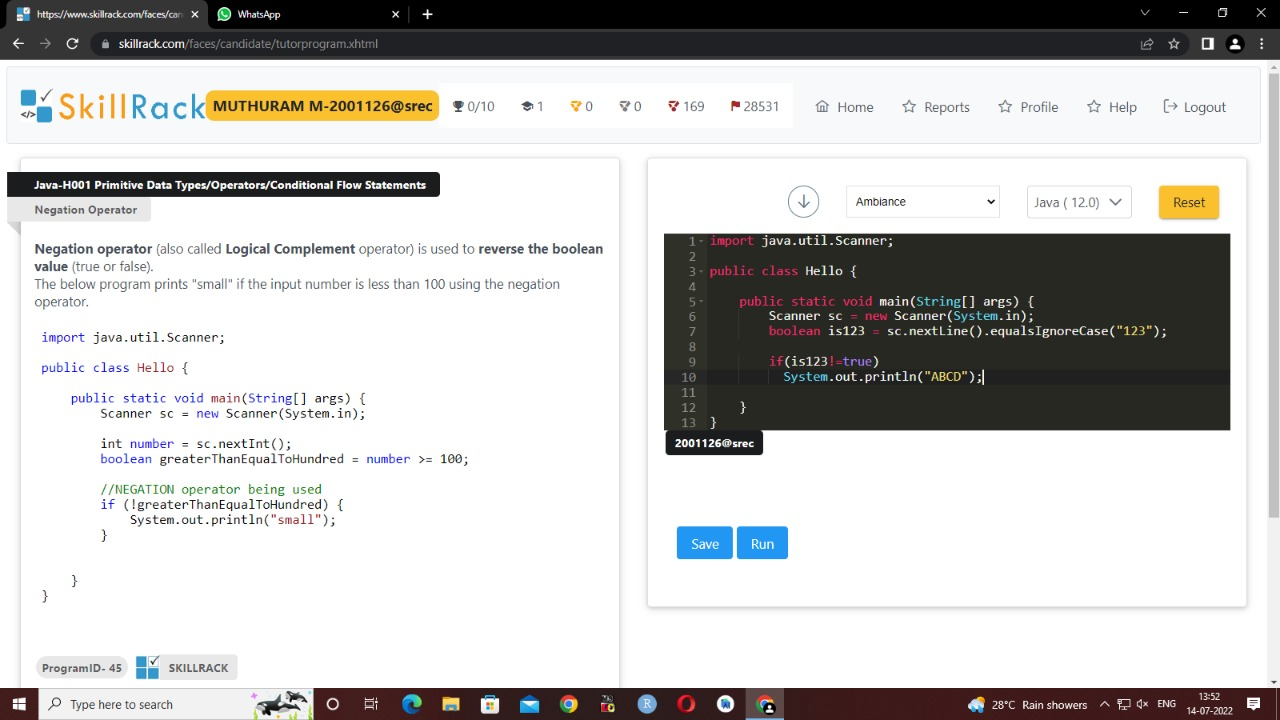 https://www.skillrack.com/faces/can
WhatsApp
skillrack.com/faces/candidate/tutorprogram.xhtml
SkillRack
MUTHURAM M-2001126@srec
0/10
1
0
0
169
28531
Home
Reports
Profile
Help
Logout
Java-H001 Primitive Data Types/Operators/Conditional Flow Statements
Negation Operator
Negation operator (also called Logical Complement operator) is used to reverse the boolean
value (true or false).
The below program prints "small" if the input number is less than 100 using the negation
operator.
import java.util.Scanner;
public class Hello {
public static void main(String[] args) {
Scanner sc = new Scanner(System.in);
int number = sc.nextInt();
boolean greaterThanEqualToHundred = number >= 100;
//NEGATION operator being used
if (!greaterThanEqualToHundred) {
System.out.println("small");
}
}
}
ProgramID- 45
SKILLRACK
Ambiance
Java ( 12.0)
Reset
1 import java.util.Scanner;
2
3 public class Hello {
4
5 public static void main(String[] args) {
6 Scanner sc = new Scanner(System.in);
7 boolean is123 = sc.nextLine().equalsIgnoreCase("123");
8
9 if(is123!=true)
10 System.out.println("ABCD");
11
12 }
13 }
2001126@srec
Save
Run
Type here to search
28°C Rain showers
ENG
13:52
14-07-2022